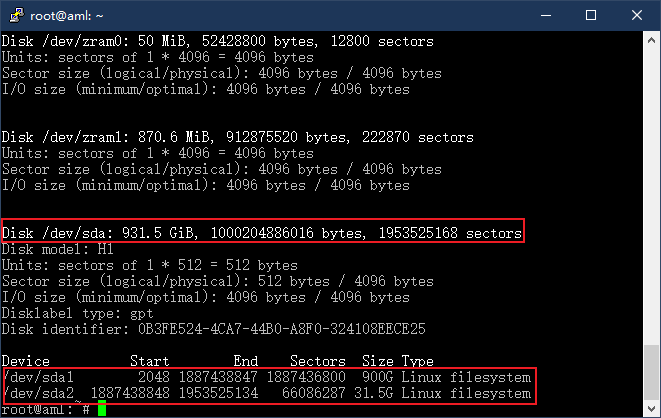 root@aml: ~
Disk /dev/zram0: 50 MiB, 52428800 bytes, 12800 sectors
Units: sectors of 1 * 4096 = 4096 bytes
Sector size (logical/physical): 4096 bytes / 4096 bytes
I/O size (minimum/optimal): 4096 bytes / 4096 bytes
Disk /dev/zram1: 870.6 MiB, 912875520 bytes, 222870 sectors
Units: sectors of 1 * 4096 = 4096 bytes
Sector size (logical/physical): 4096 bytes / 4096 bytes
I/O size (minimum/optimal): 4096 bytes / 4096 bytes
Disk /dev/sda: 931.5 GiB, 1000204886016 bytes, 1953525168 sectors
Disk model: H1
Units: sectors of 1 * 512 = 512 bytes
Sector size (logical/physical): 512 bytes / 4096 bytes
I/O size (minimum/optimal): 4096 bytes / 4096 bytes
Disklabel type: gpt
Disk identifier: 0B3FE524-4CA7-44B0-A8F0-324108EECE25
Device Start End Sectors Size Type
/dev/sda1 2048 1887438847 1887436800 900G Linux filesystem
/dev/sda2 1887438848 1953525134 66086287 31.5G Linux filesystem
root@aml:~ #